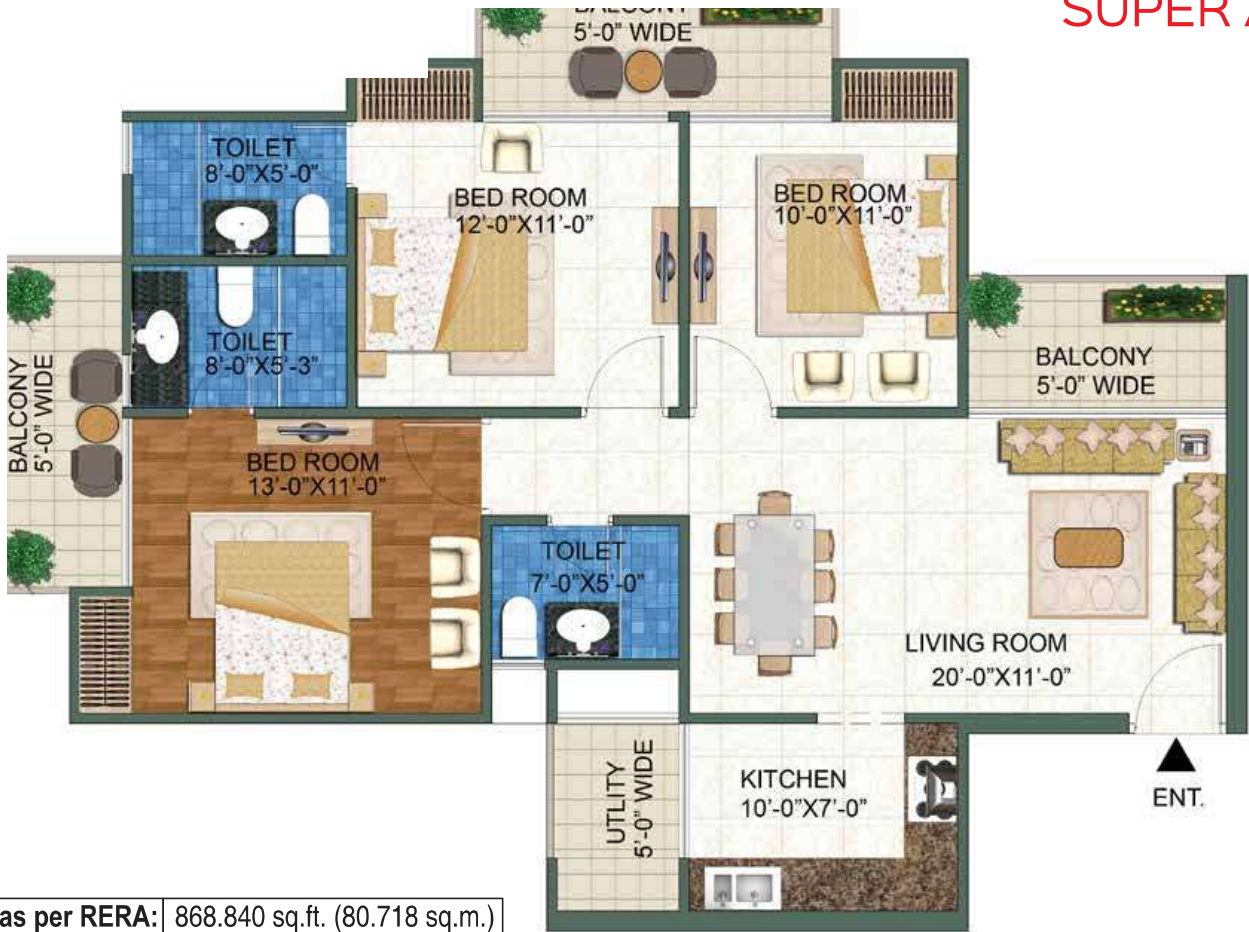 SUPER
BALCONY
5'-0" WIDE
TOILET
8'-0"X5'-0"
BED ROOM
12'-0"X11'-0"
BED ROOM
10'-0"X11'-0"
TOILET
8'-0"X5'-3"
BALCONY
5'-0" WIDE
BALCONY
5'-0" WIDE
BED ROOM
13'-0"X11'-0"
TOILET
7'-0"X5'-0"
LIVING ROOM
20'-0"X11'-0"
UTLITY
5'-0" WIDE
KITCHEN
10'-0"X7'-0"
ENT.
as per RERA: 868.840 sq.ft. (80.718 sq.m.)